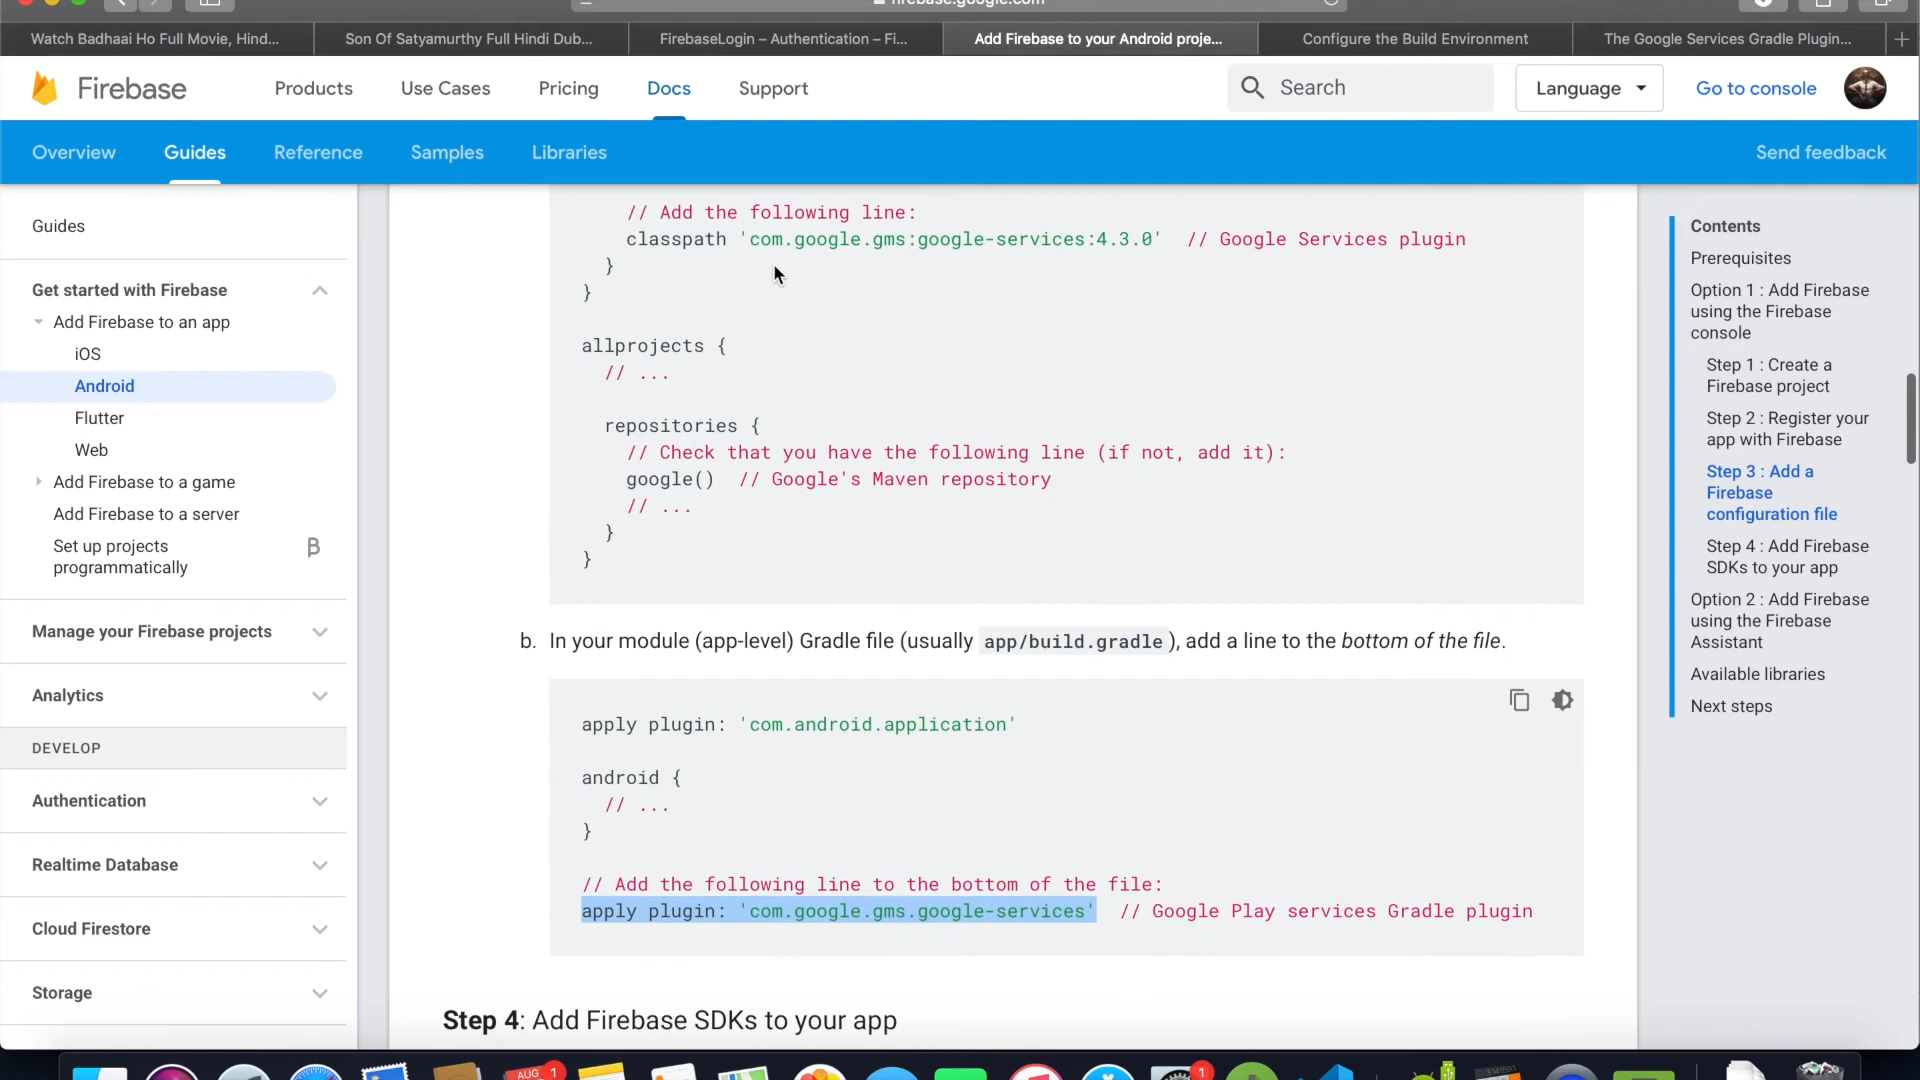 firebase.google.com
Watch Badhaai Ho Full Movie, Hind...
Son Of Satyamurthy Full Hindi Dub...
FirebaseLogin – Authentication – Fi...
Add Firebase to your Android proje...
Configure the Build Environment
The Google Services Gradle Plugin...
Firebase
Products
Use Cases
Pricing
Docs
Support
Search
Language
Go to console
Overview
Guides
Reference
Samples
Libraries
Send feedback
Guides
Get started with Firebase
Add Firebase to an app
iOS
Android
Flutter
Web
Add Firebase to a game
Add Firebase to a server
Set up projects
programmatically
β
Manage your Firebase projects
Analytics
DEVELOP
Authentication
Realtime Database
Cloud Firestore
Storage
// Add the following line:
classpath 'com.google.gms:google-services:4.3.0'  // Google Services plugin
}
}
allprojects {
// ...
repositories {
// Check that you have the following line (if not, add it):
google()  // Google's Maven repository
// ...
}
}
b. In your module (app-level) Gradle file (usually app/build.gradle), add a line to the bottom of the file.
apply plugin: 'com.android.application'
android {
// ...
}
// Add the following line to the bottom of the file:
apply plugin: 'com.google.gms.google-services'  // Google Play services Gradle plugin
Step 4: Add Firebase SDKs to your app
Contents
Prerequisites
Option 1 : Add Firebase
using the Firebase
console
Step 1 : Create a
Firebase project
Step 2 : Register your
app with Firebase
Step 3 : Add a
Firebase
configuration file
Step 4 : Add Firebase
SDKs to your app
Option 2 : Add Firebase
using the Firebase
Assistant
Available libraries
Next steps
AUG
1
1